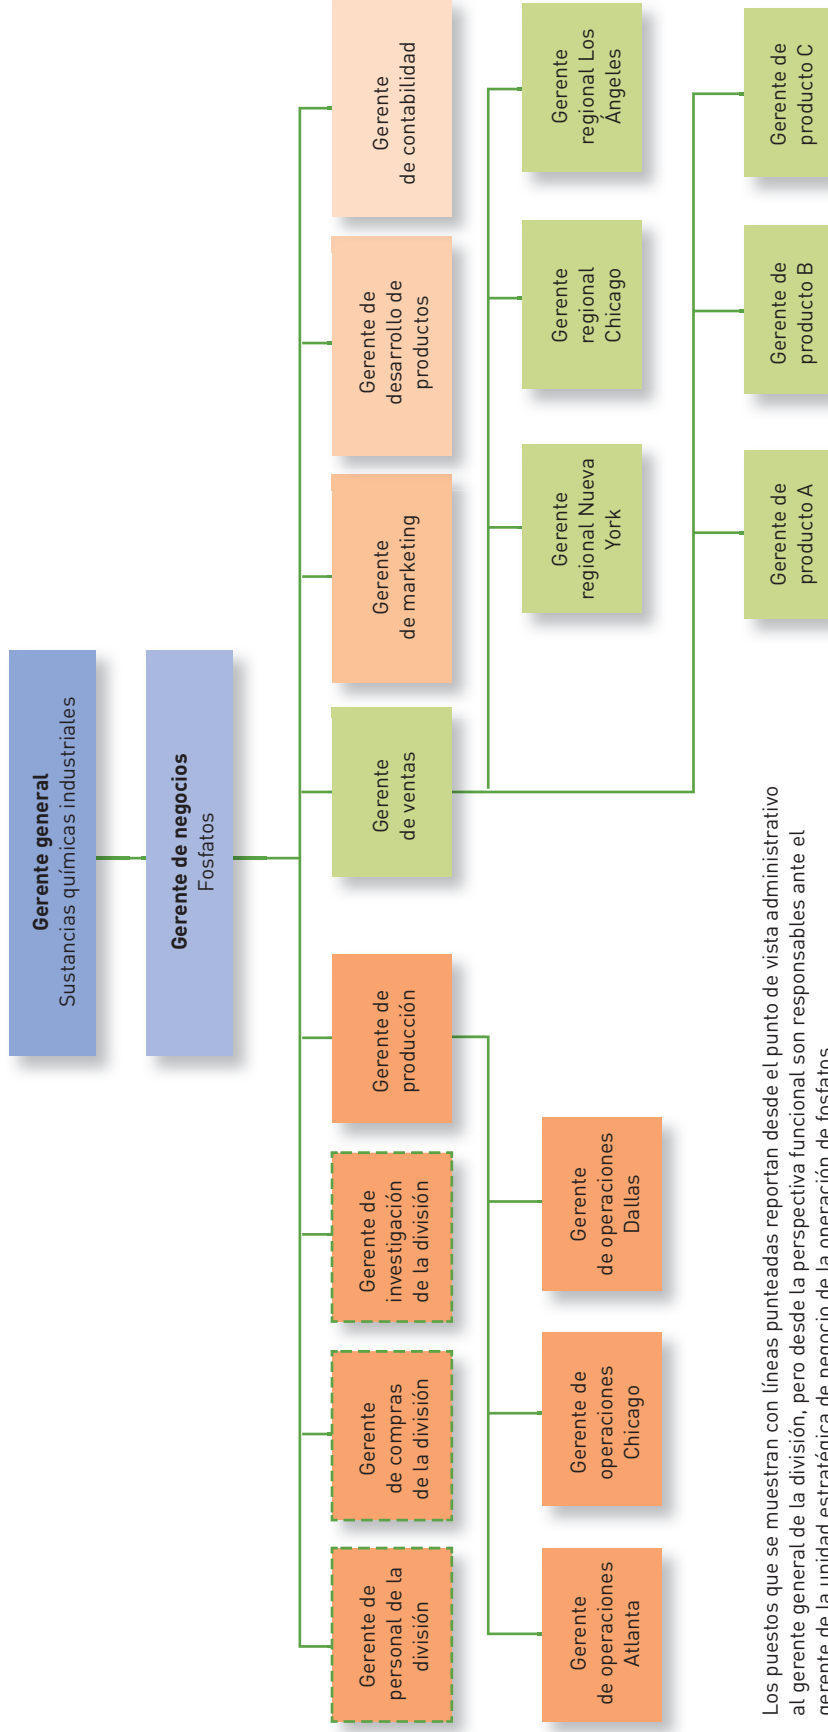 Gerente general
Sustancias químicas industriales
Gerente de negocios
Fosfatos
Gerente de
personal de la
división
Gerente
de compras
de la división
Gerente de
investigación
de la división
Gerente de
producción
Gerente
de ventas
Gerente
de marketing
Gerente de
desarrollo de
productos
Gerente
de contabilidad
Gerente
de operaciones
Atlanta
Gerente de
operaciones
Chicago
Gerente
de operaciones
Dallas
Gerente
regional Nueva
York
Gerente
regional
Chicago
Gerente
regional Los
Ángeles
Gerente de
producto A
Gerente de
producto B
Gerente de
producto C
Los puestos que se muestran con líneas punteadas reportan desde el punto de vista administrativo
al gerente general de la división, pero desde la perspectiva funcional son responsables ante el
gerente de la unidad estratégica de negocio de la operación de fosfatos